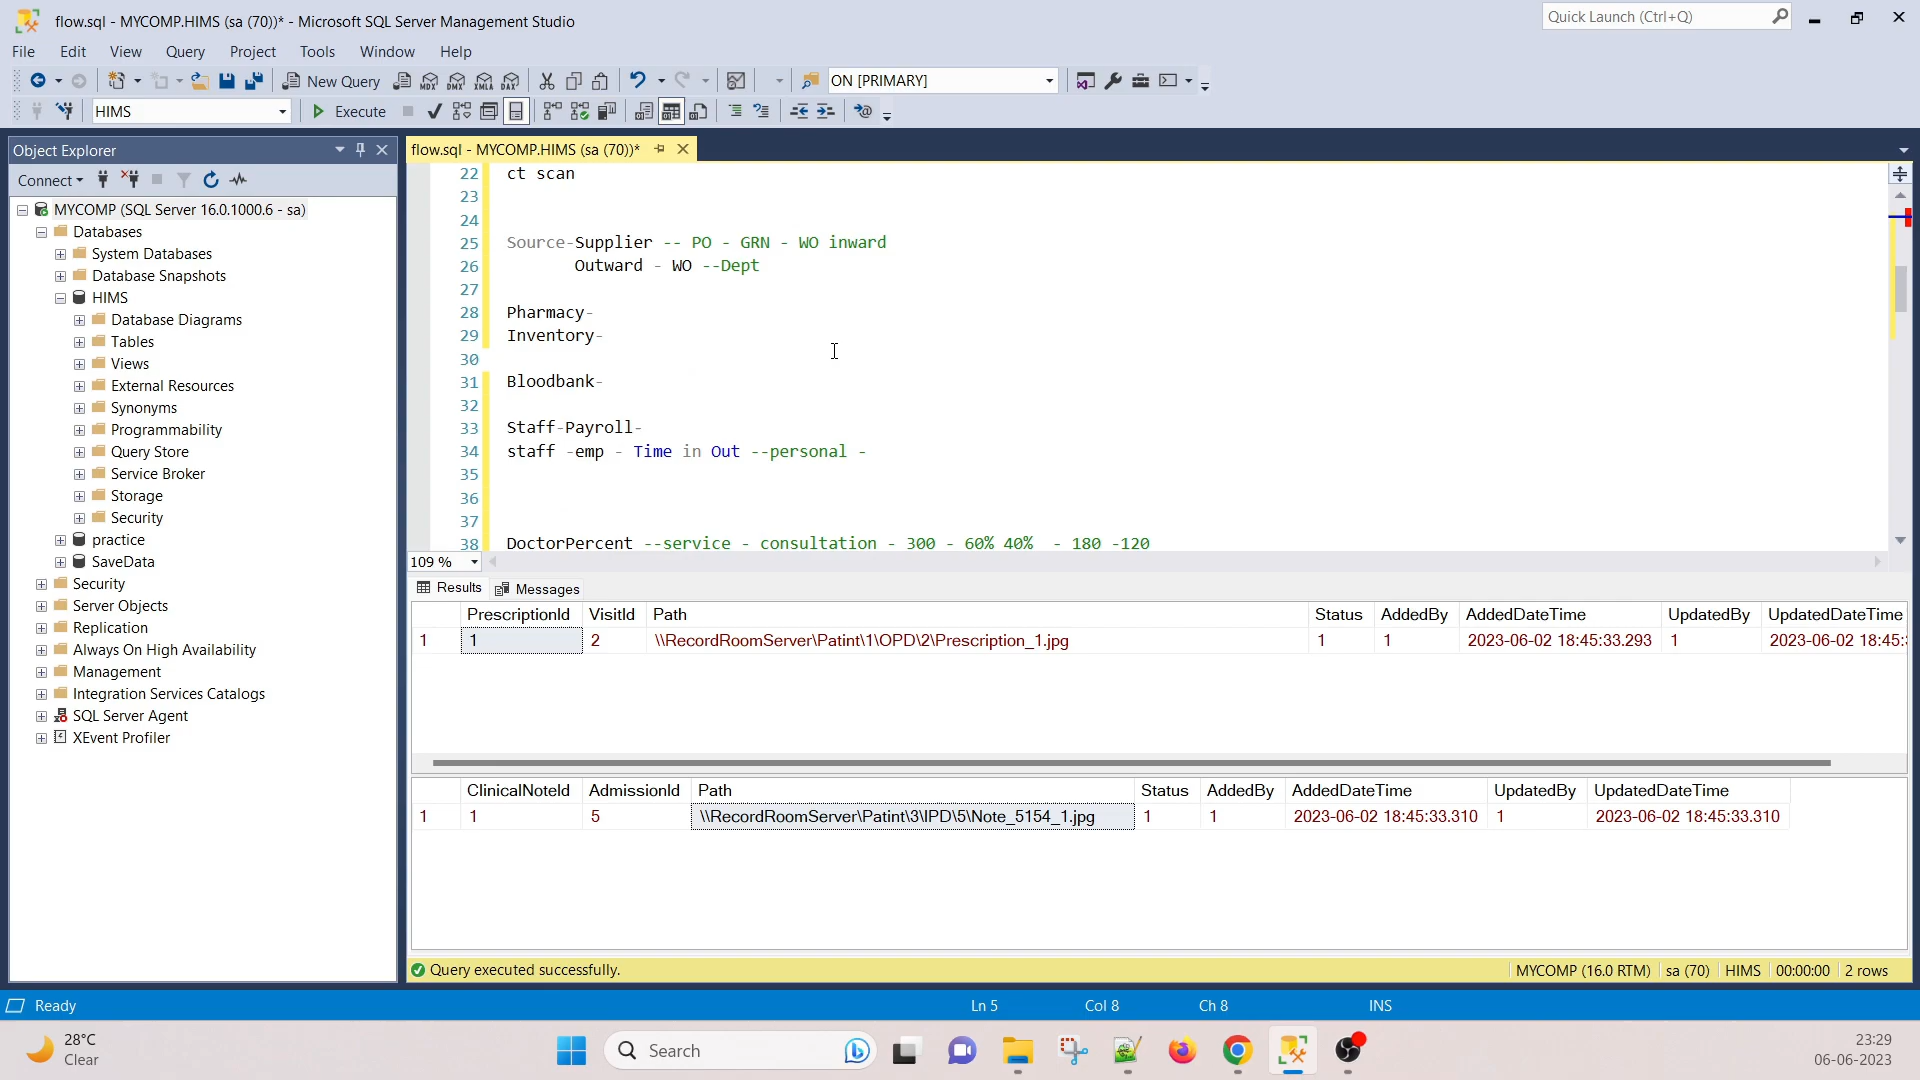 flow.sql - MYCOMP.HIMS (sa (70))* - Microsoft SQL Server Management Studio
Quick Launch (Ctrl+Q)
File Edit View Query Project Tools Window Help
New Query MDX DMX XMLA DAX ON [PRIMARY]
HIMS Execute
Object Explorer
flow.sql - MYCOMP.HIMS (sa (70))*
Connect
MYCOMP (SQL Server 16.0.1000.6 - sa)
Databases
System Databases
Database Snapshots
HIMS
Database Diagrams
Tables
Views
External Resources
Synonyms
Programmability
Query Store
Service Broker
Storage
Security
practice
SaveData
Security
Server Objects
Replication
Always On High Availability
Management
Integration Services Catalogs
SQL Server Agent
XEvent Profiler
22 ct scan
23
24
25 Source-Supplier -- PO - GRN - WO inward
26 Outward - WO --Dept
27
28 Pharmacy-
29 Inventory-
30
31 Bloodbank-
32
33 Staff-Payroll-
34 staff -emp - Time in Out --personal -
35
36
37
38 DoctorPercent --service - consultation - 300 - 60% 40%  - 180 -120
109 %
Results Messages
PrescriptionId VisitId Path Status AddedBy AddedDateTime UpdatedBy UpdatedDateTime
1 1 2 \\RecordRoomServer\Patint\1\OPD\2\Prescription_1.jpg 1 1 2023-06-02 18:45:33.293 1 2023-06-02 18:45:
ClinicalNoteId AdmissionId Path Status AddedBy AddedDateTime UpdatedBy UpdatedDateTime
1 1 5 \\RecordRoomServer\Patint\3\IPD\5\Note_5154_1.jpg 1 1 2023-06-02 18:45:33.310 1 2023-06-02 18:45:33.310
Query executed successfully. MYCOMP (16.0 RTM) sa (70) HIMS 00:00:00 2 rows
Ready Ln 5 Col 8 Ch 8 INS
28°C
Clear
Search
23:29
06-06-2023